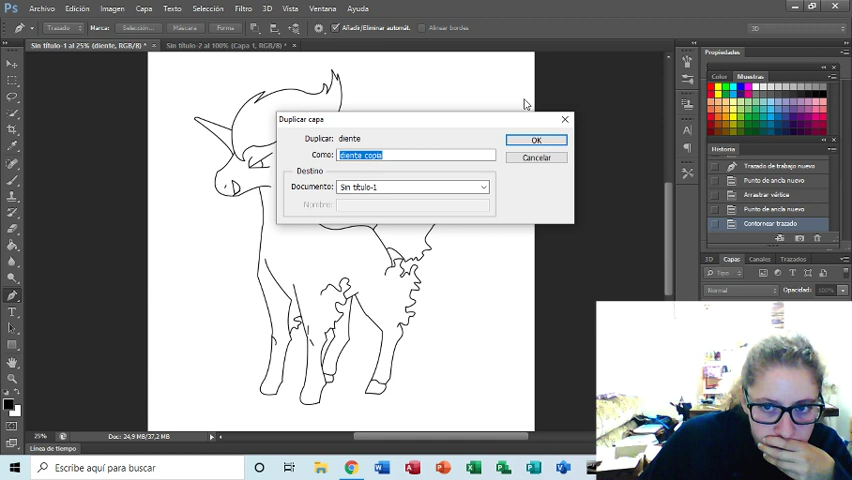 Ps Archivo Edición Imagen Capa Texto Selección Filtro 3D Vista Ventana Ayuda
Trazado Selec... Máscara Forma Añadir/Eliminar automát. Alinear bordes 3D
Sin título-1 al 25% (diente, RGB/8) * × Sin título-2 al 100% (Capa 1, RGB/8) * ×
Propiedades
Color Muestras
Duplicar capa
Duplicar: diente
OK
Como: diente copia
Cancelar
Destino
Documento: Sin título-1
Nombre:
Historia
Trazado de trabajo nuevo
Punto de ancla nuevo
Arrastrar vértice
Punto de ancla nuevo
Contornear trazado
3D Capas Canales Trazados
Tipo
Normal Opacidad: 100%
25% Doc: 24,9 MB/37,2 MB
Línea de tiempo
Escribe aquí para buscar